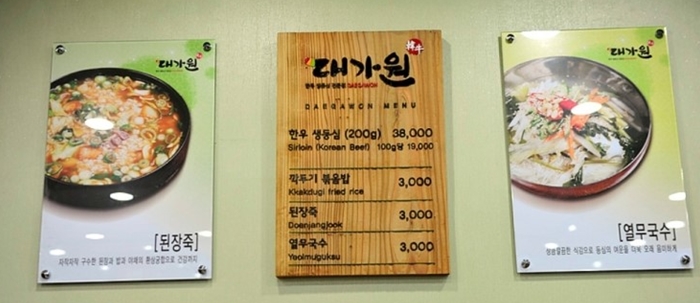 대가원
[된장죽]
韓牛
대가원
DAEGAWON
DAEGAWON MENU
한우 생등심 (200g) 38,000
Sirloin (Korean Beef) 100g당 19,000
깍두기 볶음밥 3,000
Kkakdugi fried rice
된장죽 3,000
Doenjangjook
열무국수 3,000
Yeolmuguksu
대가원
[열무국수]